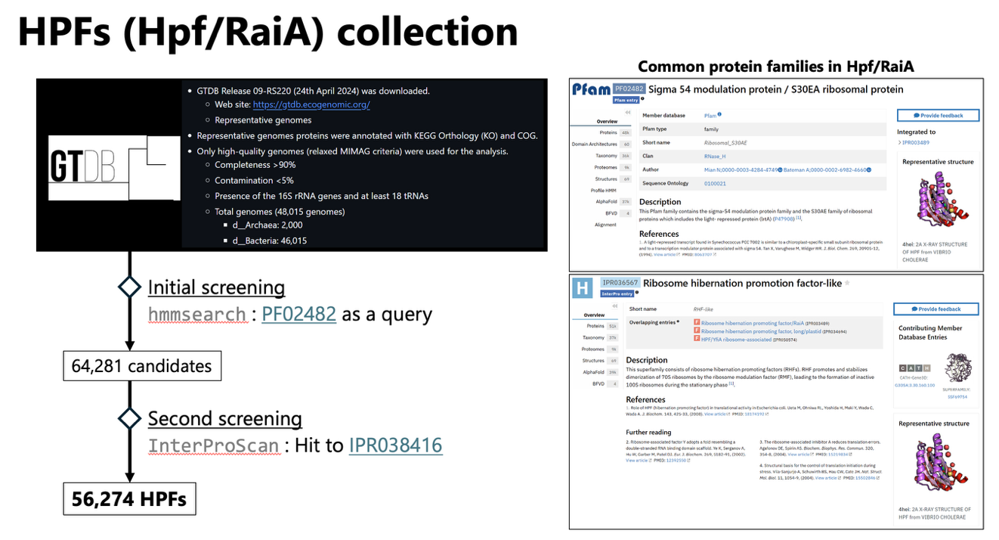 HPFs (Hpf/RaiA) collection
GTDB
• GTDB Release 09-RS220 (24th April 2024) was downloaded.
○ Web site: https://gtdb.ecogenomic.org/
○ Representative genomes
• Representative genomes proteins were annotated with KEGG Orthology (KO) and COG.
• Only high-quality genomes (relaxed MIMAG criteria) were used for the analysis.
○ Completeness >90%
○ Contamination <5%
○ Presence of the 16S rRNA genes and at least 18 tRNAs
○ Total genomes (48,015 genomes)
▪ d__Archaea: 2,000
▪ d__Bacteria: 46,015
Initial screening
hmmsearch : PF02482 as a query
64,281 candidates
Second screening
InterProScan : Hit to IPR038416
56,274 HPFs
Common protein families in Hpf/RaiA
Pfam PF02482 Sigma 54 modulation protein / S30EA ribosomal protein
Pfam entry
Overview
Proteins 48k
Domain Architectures 60
Taxonomy 36k
Proteomes 9k
Structures 69
Profile HMM
AlphaFold 37k
BFVD 4
Alignment
Member database Pfam
Pfam type family
Short name Ribosomal_S30AE
Clan RNase_H
Author Mian N;0000-0003-4284-4749 Bateman A;0000-0002-6982-4660
Sequence Ontology 0100021
Description
This Pfam family contains the sigma-54 modulation protein family and the S30AE family of ribosomal
proteins which includes the light- repressed protein (lrtA) (P47908) [1].
References
1. A light-repressed transcript found in Synechococcus PCC 7002 is similar to a chloroplast-specific small subunit ribosomal protein
and to a transcription modulator protein associated with sigma 54. Tan X, Varughese M, Widger WR. J. Biol. Chem. 269, 20905-12,
(1994). View article PMID: 8063707
Provide feedback
Integrated to
> IPR003489
Representative structure
4hei: 2A X-RAY STRUCTURE
OF HPF from VIBRIO
CHOLERAE
H IPR036567 Ribosome hibernation promotion factor-like
InterPro entry
Overview
Proteins 51k
Taxonomy 37k
Proteomes 9k
Structures 69
AlphaFold 39k
BFVD 4
Short name RHF-like
Overlapping entries
F Ribosome hibernation promoting factor/RaiA (IPR003489)
F Ribosome hibernation promoting factor, long/plastid (IPR034694)
F HPF/YfiA ribosome-associated (IPR050574)
Description
This superfamily consists of ribosome hibernation promoting factors (RHFs). RHF promotes and stabilizes
dimerization of 70S ribosomes by the ribosome modulation factor (RMF), leading to the formation of inactive
100S ribosomes during the stationary phase [1].
References
1. Role of HPF (hibernation promoting factor) in translational activity in Escherichia coli. Ueta M, Ohniwa RL, Yoshida H, Maki Y, Wada C,
Wada A. J. Biochem. 143, 425-33, (2008). View article PMID: 18174192
Further reading
2. Ribosome-associated factor Y adopts a fold resembling a
double-stranded RNA binding domain scaffold. Ye K, Serganov A,
Hu W, Garber M, Patel DJ. Eur. J. Biochem. 269, 5182-91, (2002).
View article PMID: 12392550
3. The ribosome-associated inhibitor A reduces translation errors.
Agafonov DE, Spirin AS. Biochem. Biophys. Res. Commun. 320,
354-8, (2004). View article PMID: 15219834
4. Structural basis for the control of translation initiation during
stress. Vila-Sanjurjo A, Schuwirth BS, Hau CW, Cate JH. Nat. Struct.
Mol. Biol. 11, 1054-9, (2004). View article PMID: 15502846
Provide feedback
Contributing Member
Database Entries
CATH
CATH-Gene3D:
G3DSA:3.30.160.100
SUPERFAMILY:
SSF69754
Representative structure
4hei: 2A X-RAY STRUCTURE OF
HPF from VIBRIO CHOLERAE